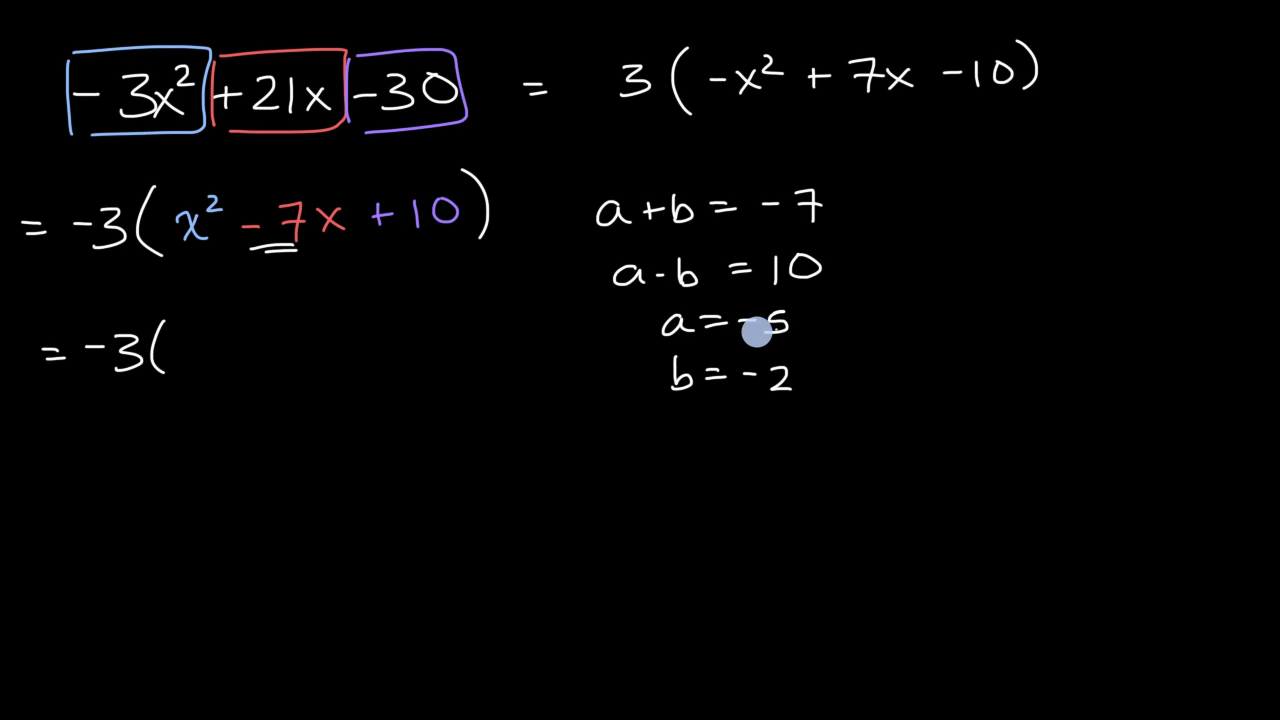 -3x² +21x -30 = 3(-x² + 7x -10)
= -3(x² -7x +10)
a+b = -7
a·b = 10
a = -5
b = -2
= -3(